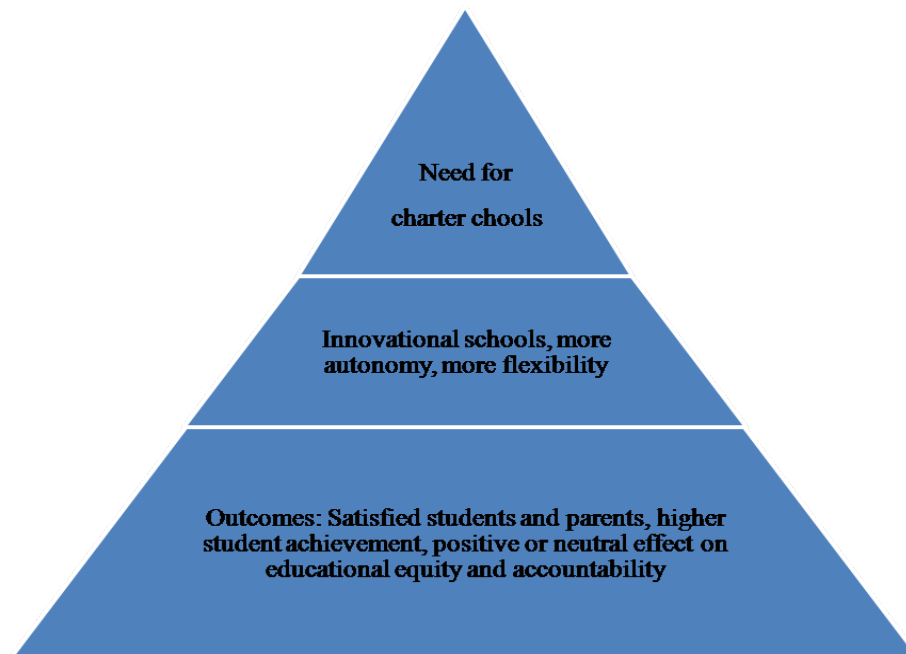 Need for
charter chools
Innovational schools, more
autonomy, more flexibility
Outcomes: Satisfied students and parents, higher
student achievement, positive or neutral effect on
educational equity and accountability